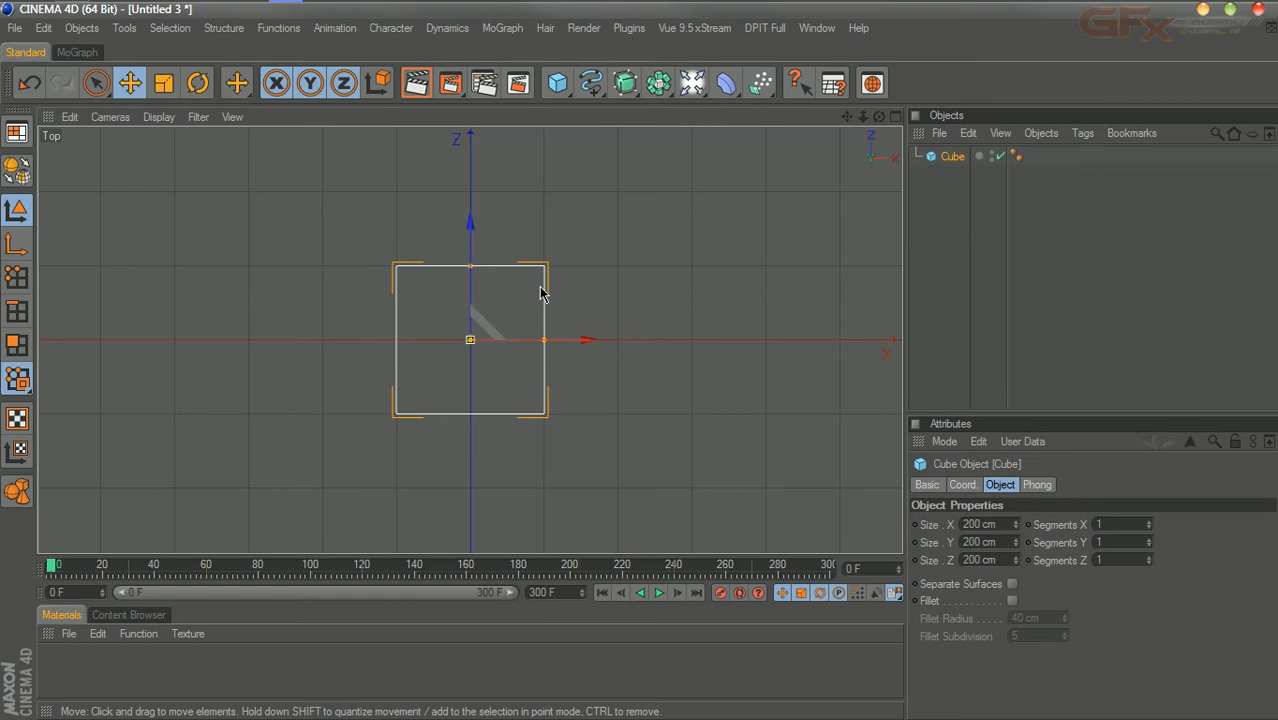 CINEMA 4D (64 Bit) - [Untitled 3 *]
File Edit Objects Tools Selection Structure Functions Animation Character Dynamics MoGraph Hair Render Plugins Vue 9.5 xStream DPIT Full Window Help
GFx academy
Standard MoGraph
X Y Z
Edit Cameras Display Filter View
Top
Z
Z
Y X
X
Objects
File Edit View Objects Tags Bookmarks
Cube
Attributes
Mode Edit User Data
Cube Object [Cube]
Basic Coord. Object Phong
Object Properties
Size . X 200 cm Segments X 1
Size . Y 200 cm Segments Y 1
Size . Z 200 cm Segments Z 1
Separate Surfaces
Fillet
Fillet Radius 40 cm
Fillet Subdivision 5
0 20 40 60 80 100 120 140 160 180 200 220 240 260 280 30
0 F
0 F 0 F 300 F 300 F
P
Materials Content Browser
File Edit Function Texture
MAXON
CINEMA 4D
Move: Click and drag to move elements. Hold down SHIFT to quantize movement / add to the selection in point mode, CTRL to remove.